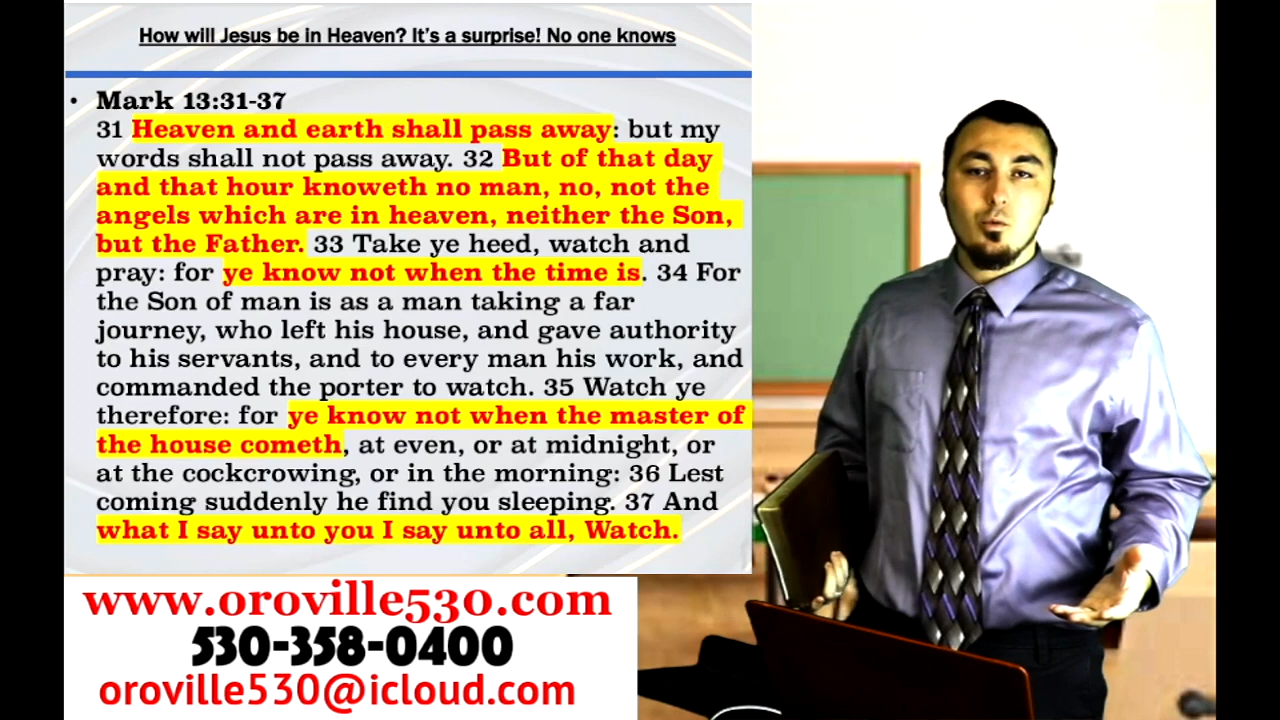 How will Jesus be in Heaven? It's a surprise! No one knows
• Mark 13:31-37
31 Heaven and earth shall pass away: but my
words shall not pass away. 32 But of that day
and that hour knoweth no man, no, not the
angels which are in heaven, neither the Son,
but the Father. 33 Take ye heed, watch and
pray: for ye know not when the time is. 34 For
the Son of man is as a man taking a far
journey, who left his house, and gave authority
to his servants, and to every man his work, and
commanded the porter to watch. 35 Watch ye
therefore: for ye know not when the master of
the house cometh, at even, or at midnight, or
at the cockcrowing, or in the morning: 36 Lest
coming suddenly he find you sleeping. 37 And
what I say unto you I say unto all, Watch.
www.oroville530.com
530-358-0400
oroville530@icloud.com